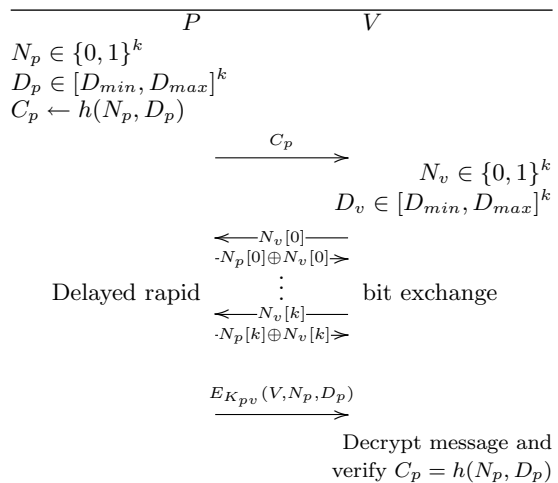 P V
N_p ∈ {0, 1}^k
D_p ∈ [D_min, D_max]^k
C_p ← h(N_p, D_p)
C_p
N_v ∈ {0, 1}^k
D_v ∈ [D_min, D_max]^k
N_v[0]
N_p[0]⊕N_v[0]
Delayed rapid ⋮ bit exchange
N_v[k]
N_p[k]⊕N_v[k]
E_{K_{pv}}(V,N_p,D_p)
Decrypt message and
verify C_p = h(N_p, D_p)